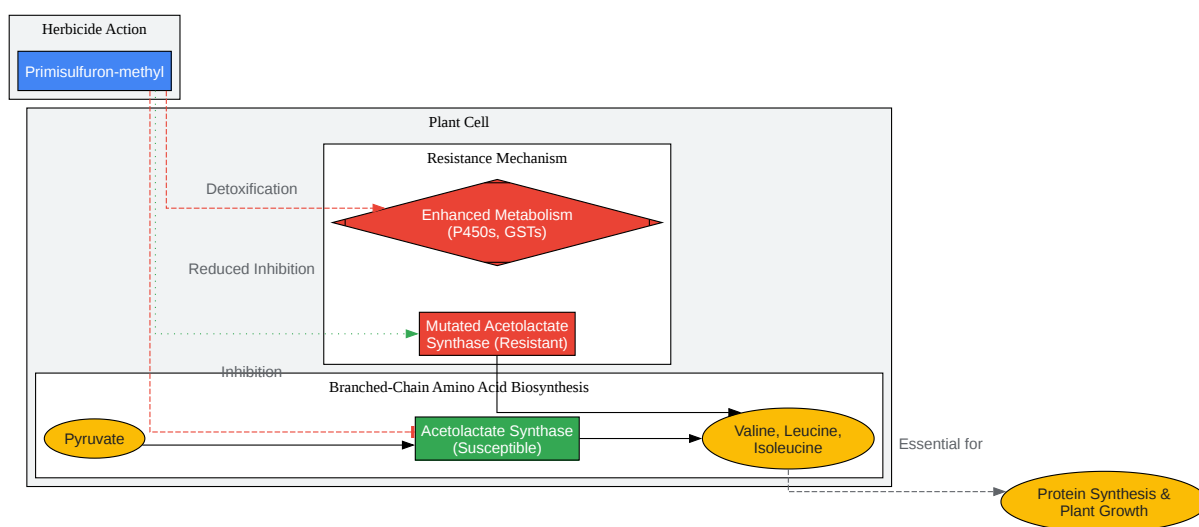 Herbicide Action
Primisulfuron-methyl
Plant Cell
Resistance Mechanism
Detoxification
Enhanced Metabolism
(P450s, GSTs)
Reduced Inhibition
Mutated Acetolactate
Synthase (Resistant)
Inhibition
Branched-Chain Amino Acid Biosynthesis
Pyruvate
Acetolactate Synthase
(Susceptible)
Valine, Leucine,
Isoleucine
Essential for
Protein Synthesis &
Plant Growth